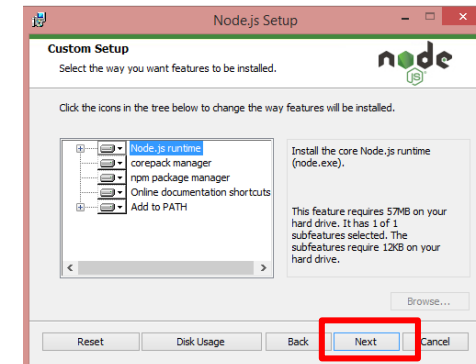 Node.js Setup
Custom Setup
Select the way you want features to be installed.
node
JS
Click the icons in the tree below to change the way features will be installed.
Node.js runtime
corepack manager
npm package manager
Online documentation shortcuts
Add to PATH
Install the core Node.js runtime
(node.exe).
This feature requires 57MB on your
hard drive. It has 1 of 1
subfeatures selected. The
subfeatures require 12KB on your
hard drive.
Browse...
Reset
Disk Usage
Back
Next
Cancel